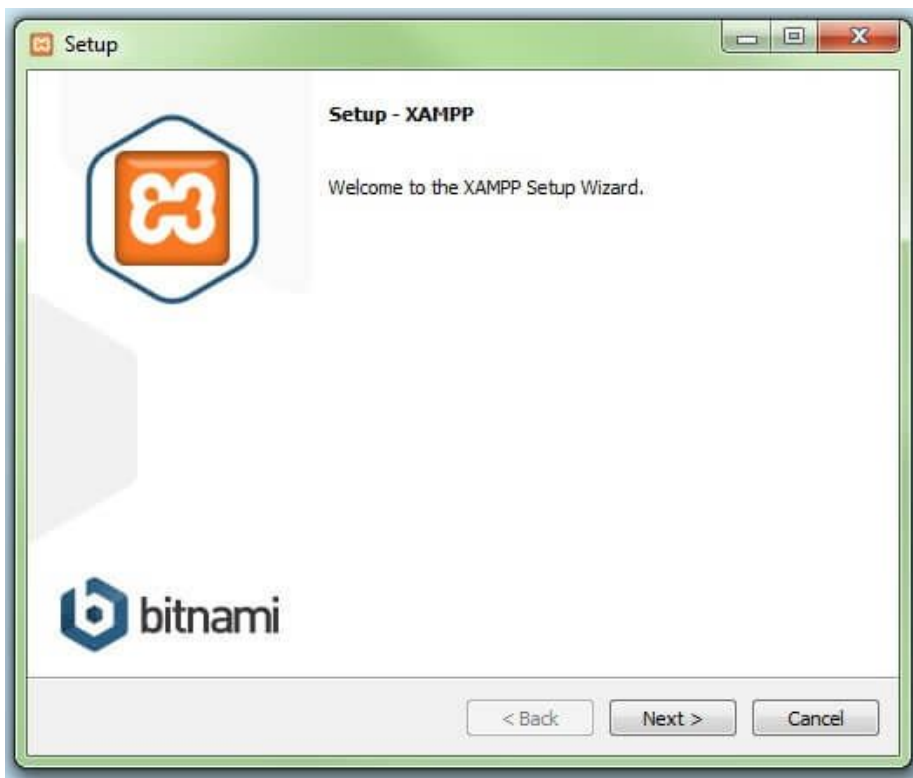 Setup
Setup - XAMPP
Welcome to the XAMPP Setup Wizard.
bitnami
< Back
Next >
Cancel